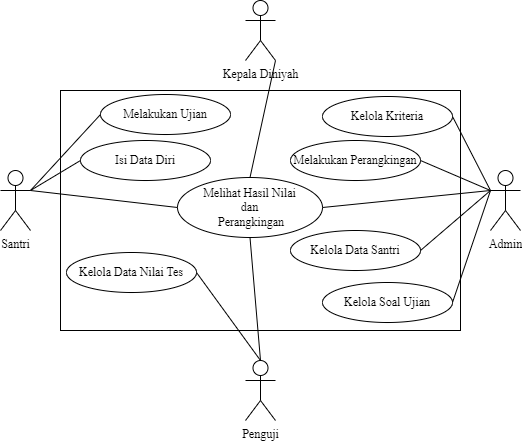 Kepala Diniyah
Melakukan Ujian
Kelola Kriteria
Isi Data Diri
Melakukan Perangkingan
Melihat Hasil Nilai
dan
Perangkingan
Santri
Admin
Kelola Data Santri
Kelola Data Nilai Tes
Kelola Soal Ujian
Penguji